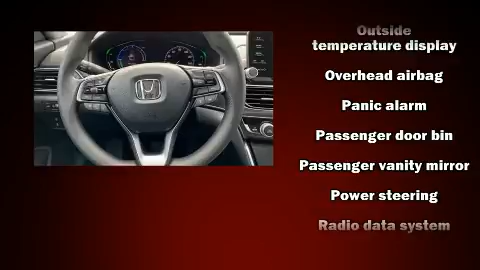 Outside
temperature display
Overhead airbag
Panic alarm
Passenger door bin
Passenger vanity mirror
Power steering
Radio data system